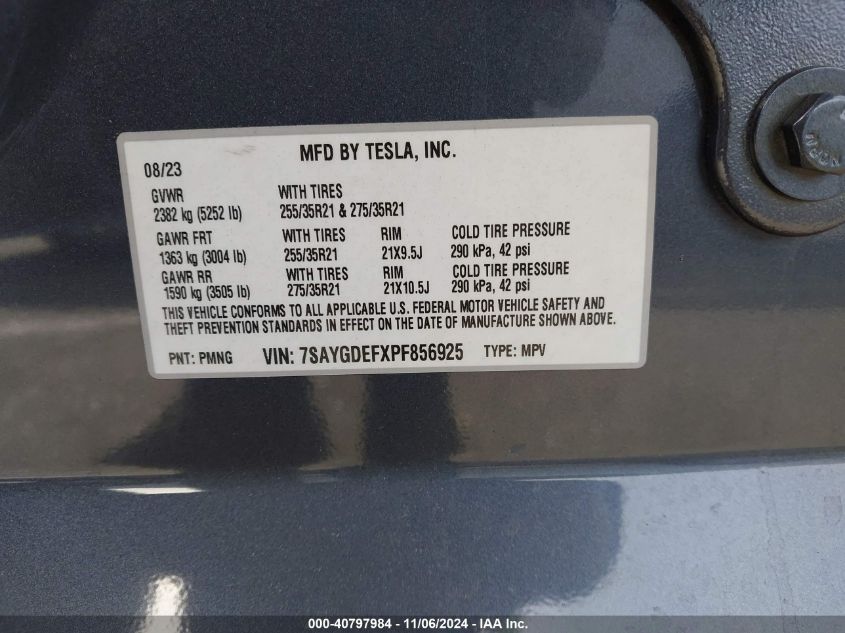 MFD BY TESLA, INC.
08/23
GVWR WITH TIRES
2382 kg (5252 lb) 255/35R21 & 275/35R21
GAWR FRT WITH TIRES RIM COLD TIRE PRESSURE
1363 kg (3004 lb) 255/35R21 21X9.5J 290 kPa, 42 psi
GAWR RR WITH TIRES RIM COLD TIRE PRESSURE
1590 kg (3505 lb) 275/35R21 21X10.5J 290 kPa, 42 psi
THIS VEHICLE CONFORMS TO ALL APPLICABLE U.S. FEDERAL MOTOR VEHICLE SAFETY AND
THEFT PREVENTION STANDARDS IN EFFECT ON THE DATE OF MANUFACTURE SHOWN ABOVE.
PNT: PMNG VIN: 7SAYGDEFXPF856925 TYPE: MPV
000-40797984 - 11/06/2024 - IAA Inc.